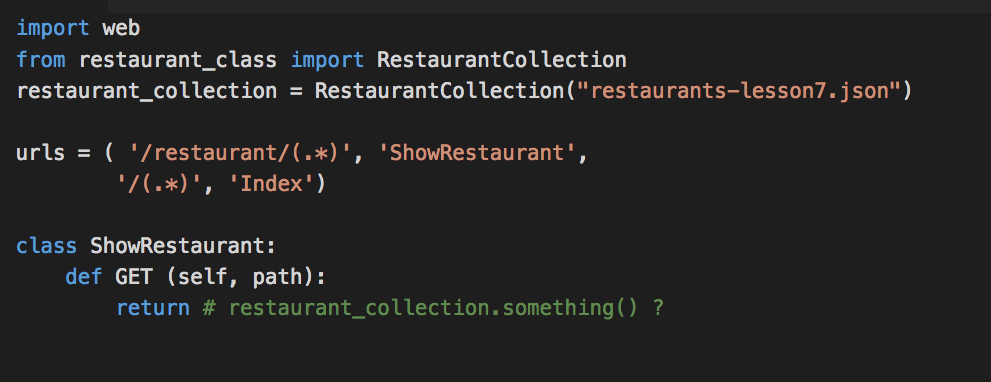 import web
from restaurant_class import RestaurantCollection
restaurant_collection = RestaurantCollection("restaurants-lesson7.json")
urls = ( '/restaurant/(.*)', 'ShowRestaurant',
'/(.*)', 'Index')
class ShowRestaurant:
def GET (self, path):
return # restaurant_collection.something() ?